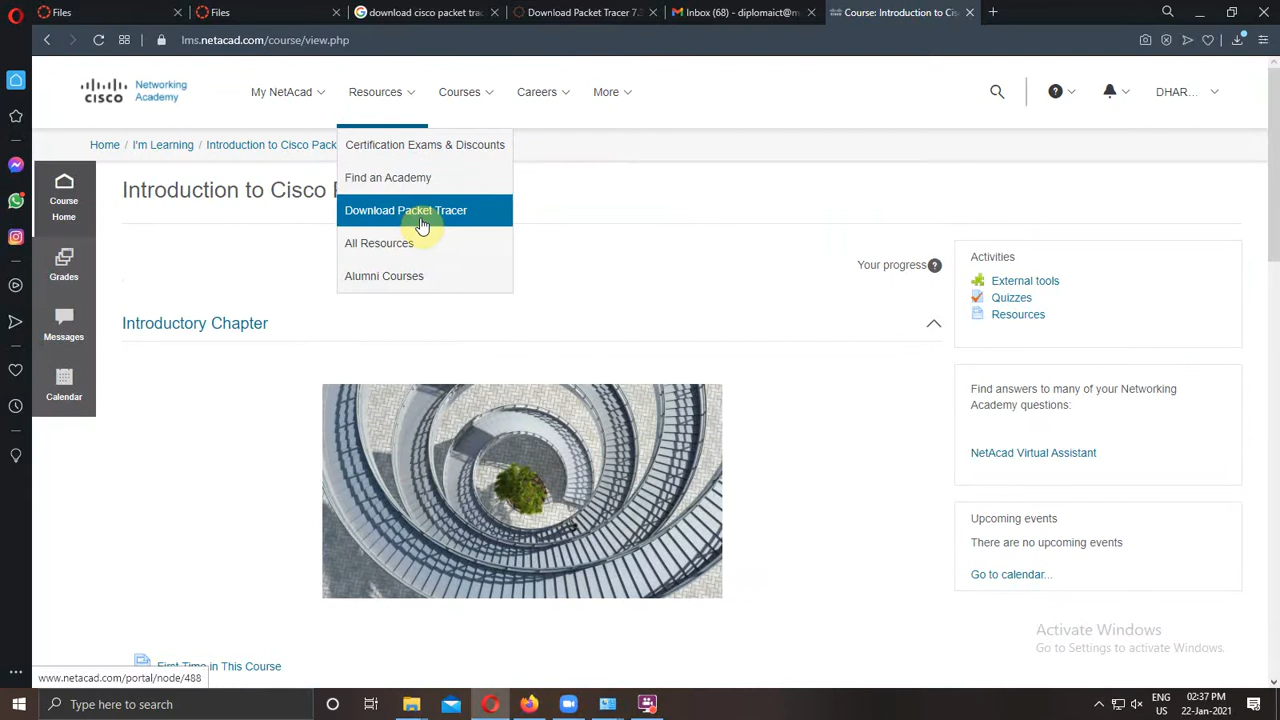 Files
Files
download cisco packet trac
Download Packet Tracer 7.
Inbox (68) - diplomaict@m
Course: Introduction to Cis
lms.netacad.com/course/view.php
CISCO
Networking
Academy
My NetAcad
Resources
Courses
Careers
More
DHAR...
Home / I'm Learning / Introduction to Cisco Pack
Certification Exams & Discounts
Find an Academy
Download Packet Tracer
All Resources
Alumni Courses
Course
Home
Grades
Messages
Calendar
Introduction to Cisco P
Your progress
Introductory Chapter
First Time in This Course
Activities
External tools
Quizzes
Resources
Find answers to many of your Networking
Academy questions:
NetAcad Virtual Assistant
Upcoming events
There are no upcoming events
Go to calendar...
Activate Windows
Go to Settings to activate Windows.
www.netacad.com/portal/node/488
Type here to search
ENG
US
02:37 PM
22-Jan-2021